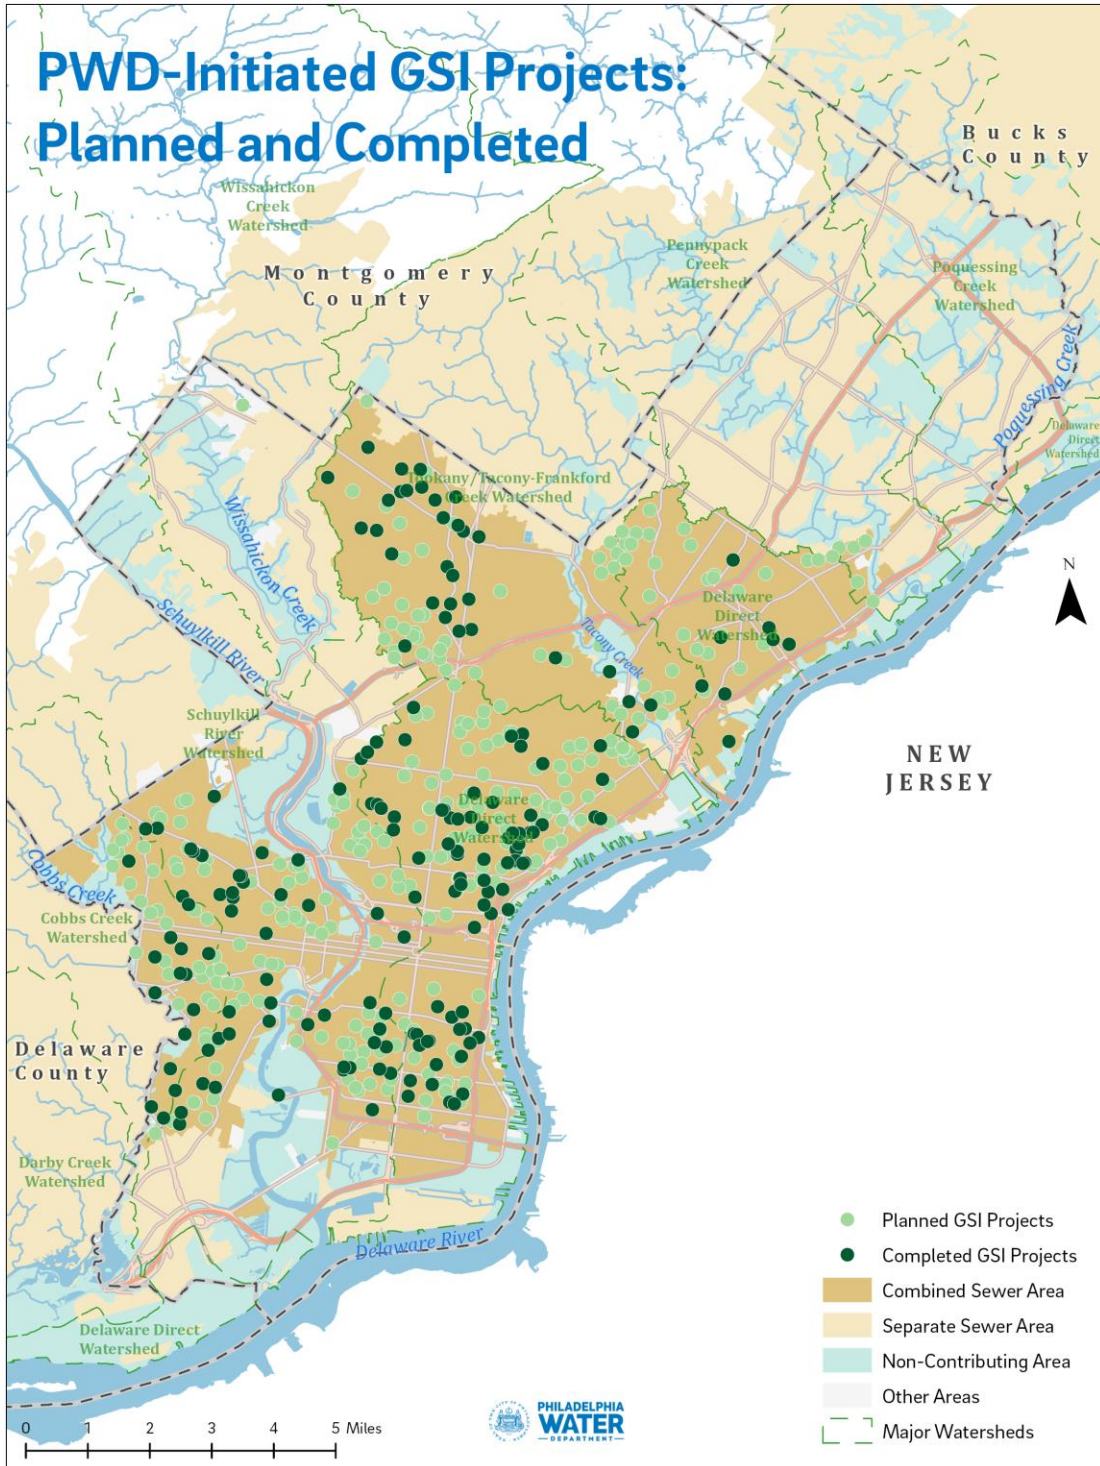 PWD-Initiated GSI Projects:
Planned and Completed
Bucks
County
Wissahickon
Creek
Watershed
Montgomery
County
Pennypack
Creek
Watershed
Poquessing
Creek
Watershed
Poquessing Creek
Delaware
Direct
Watershed
Tookany/Tacony-Frankford
Creek Watershed
Wissahickon Creek
Schuylkill River
N
Delaware
Direct
Watershed
Tacony Creek
Schuylkill
River
Watershed
NEW
JERSEY
Delaware
Direct
Watershed
Cobbs Creek
Cobbs Creek
Watershed
Delaware
County
Darby Creek
Watershed
Delaware River
Delaware Direct
Watershed
Planned GSI Projects
Completed GSI Projects
Combined Sewer Area
Separate Sewer Area
Non-Contributing Area
Other Areas
Major Watersheds
0 1 2 3 4 5 Miles
PHILADELPHIA
WATER
DEPARTMENT